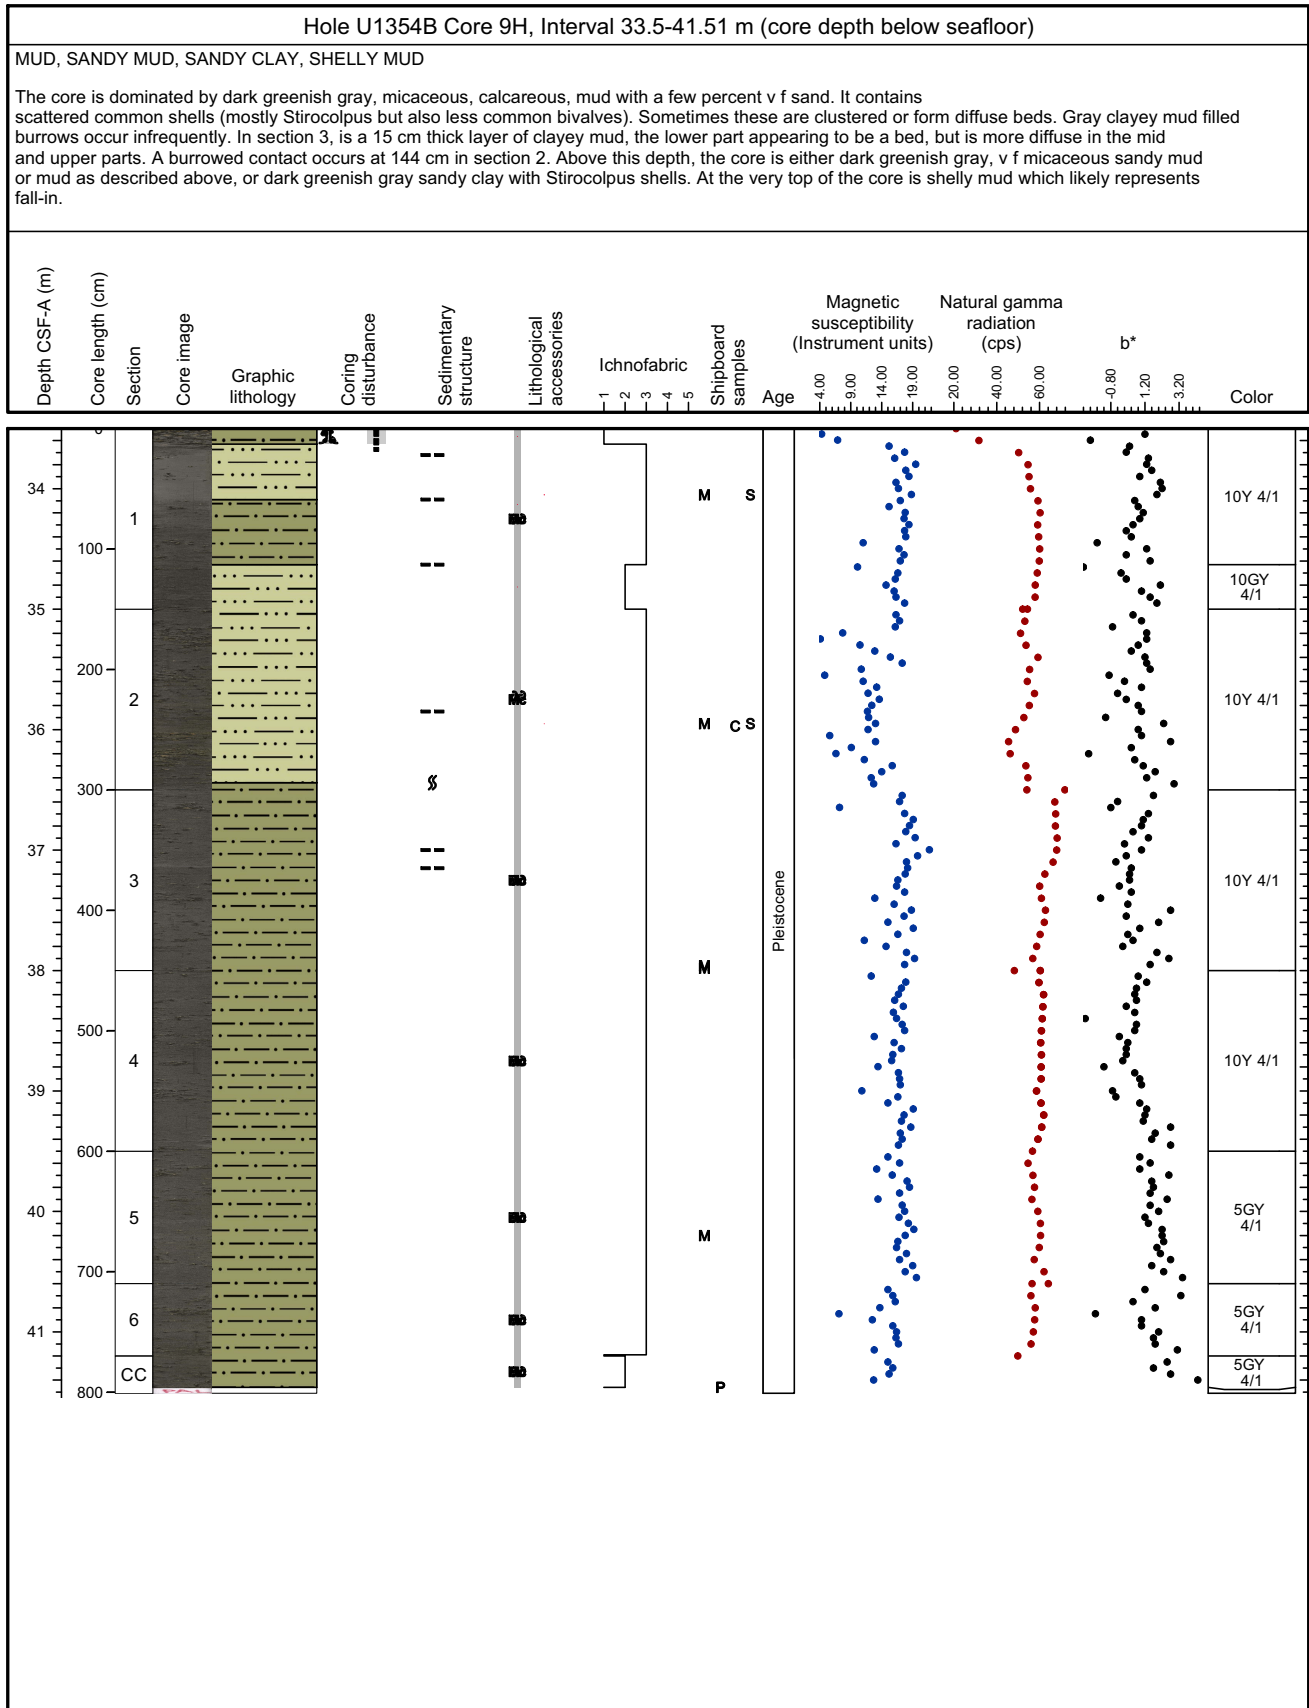 Hole U1354B Core 9H, Interval 33.5-41.51 m (core depth below seafloor)
MUD, SANDY MUD, SANDY CLAY, SHELLY MUD
The core is dominated by dark greenish gray, micaceous, calcareous, mud with a few percent v f sand. It contains
scattered common shells (mostly Stirocolpus but also less common bivalves). Sometimes these are clustered or form diffuse beds. Gray clayey mud filled
burrows occur infrequently. In section 3, is a 15 cm thick layer of clayey mud, the lower part appearing to be a bed, but is more diffuse in the mid
and upper parts. A burrowed contact occurs at 144 cm in section 2. Above this depth, the core is either dark greenish gray, v f micaceous sandy mud
or mud as described above, or dark greenish gray sandy clay with Stirocolpus shells. At the very top of the core is shelly mud which likely represents
fall-in.
Depth CSF-A (m)
Core length (cm)
Section
Core image
Graphic
lithology
Coring
disturbance
Sedimentary
structure
Lithological
accessories
Ichnofabric
1 2 3 4 5
Shipboard
samples
Age
Magnetic
susceptibility
(Instrument units)
4.00 9.00 14.00 19.00
Natural gamma
radiation
(cps)
20.00 40.00 60.00
b*
-0.80 1.20 3.20
Color
0
34 M S 10Y 4/1
1
100
10GY
4/1
35
200
2 10Y 4/1
36 M C S
300
37
3 10Y 4/1
400
Pleistocene
38 M
500
4 10Y 4/1
39
600
40 5 5GY
4/1
M
700
6 5GY
4/1
41
CC 5GY
4/1
800 P